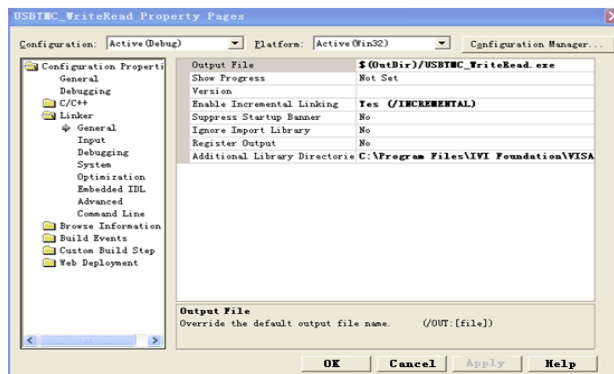 USBTMC_WriteRead Property Pages
Configuration: Active(Debug) Platform: Active(Win32) Configuration Manager...
Configuration Properti
General
Debugging
C/C++
Linker
General
Input
Debugging
System
Optimization
Embedded IDL
Advanced
Command Line
Browse Information
Build Events
Custom Build Step
Web Deployment
Output File $(OutDir)/USBTMC_WriteRead.exe
Show Progress Not Set
Version
Enable Incremental Linking Yes (/INCREMENTAL)
Suppress Startup Banner No
Ignore Import Library No
Register Output No
Additional Library Directorie C:\Program Files\IVI Foundation\VISA
Output File
Override the default output file name. (/OUT:[file])
OK Cancel Apply Help